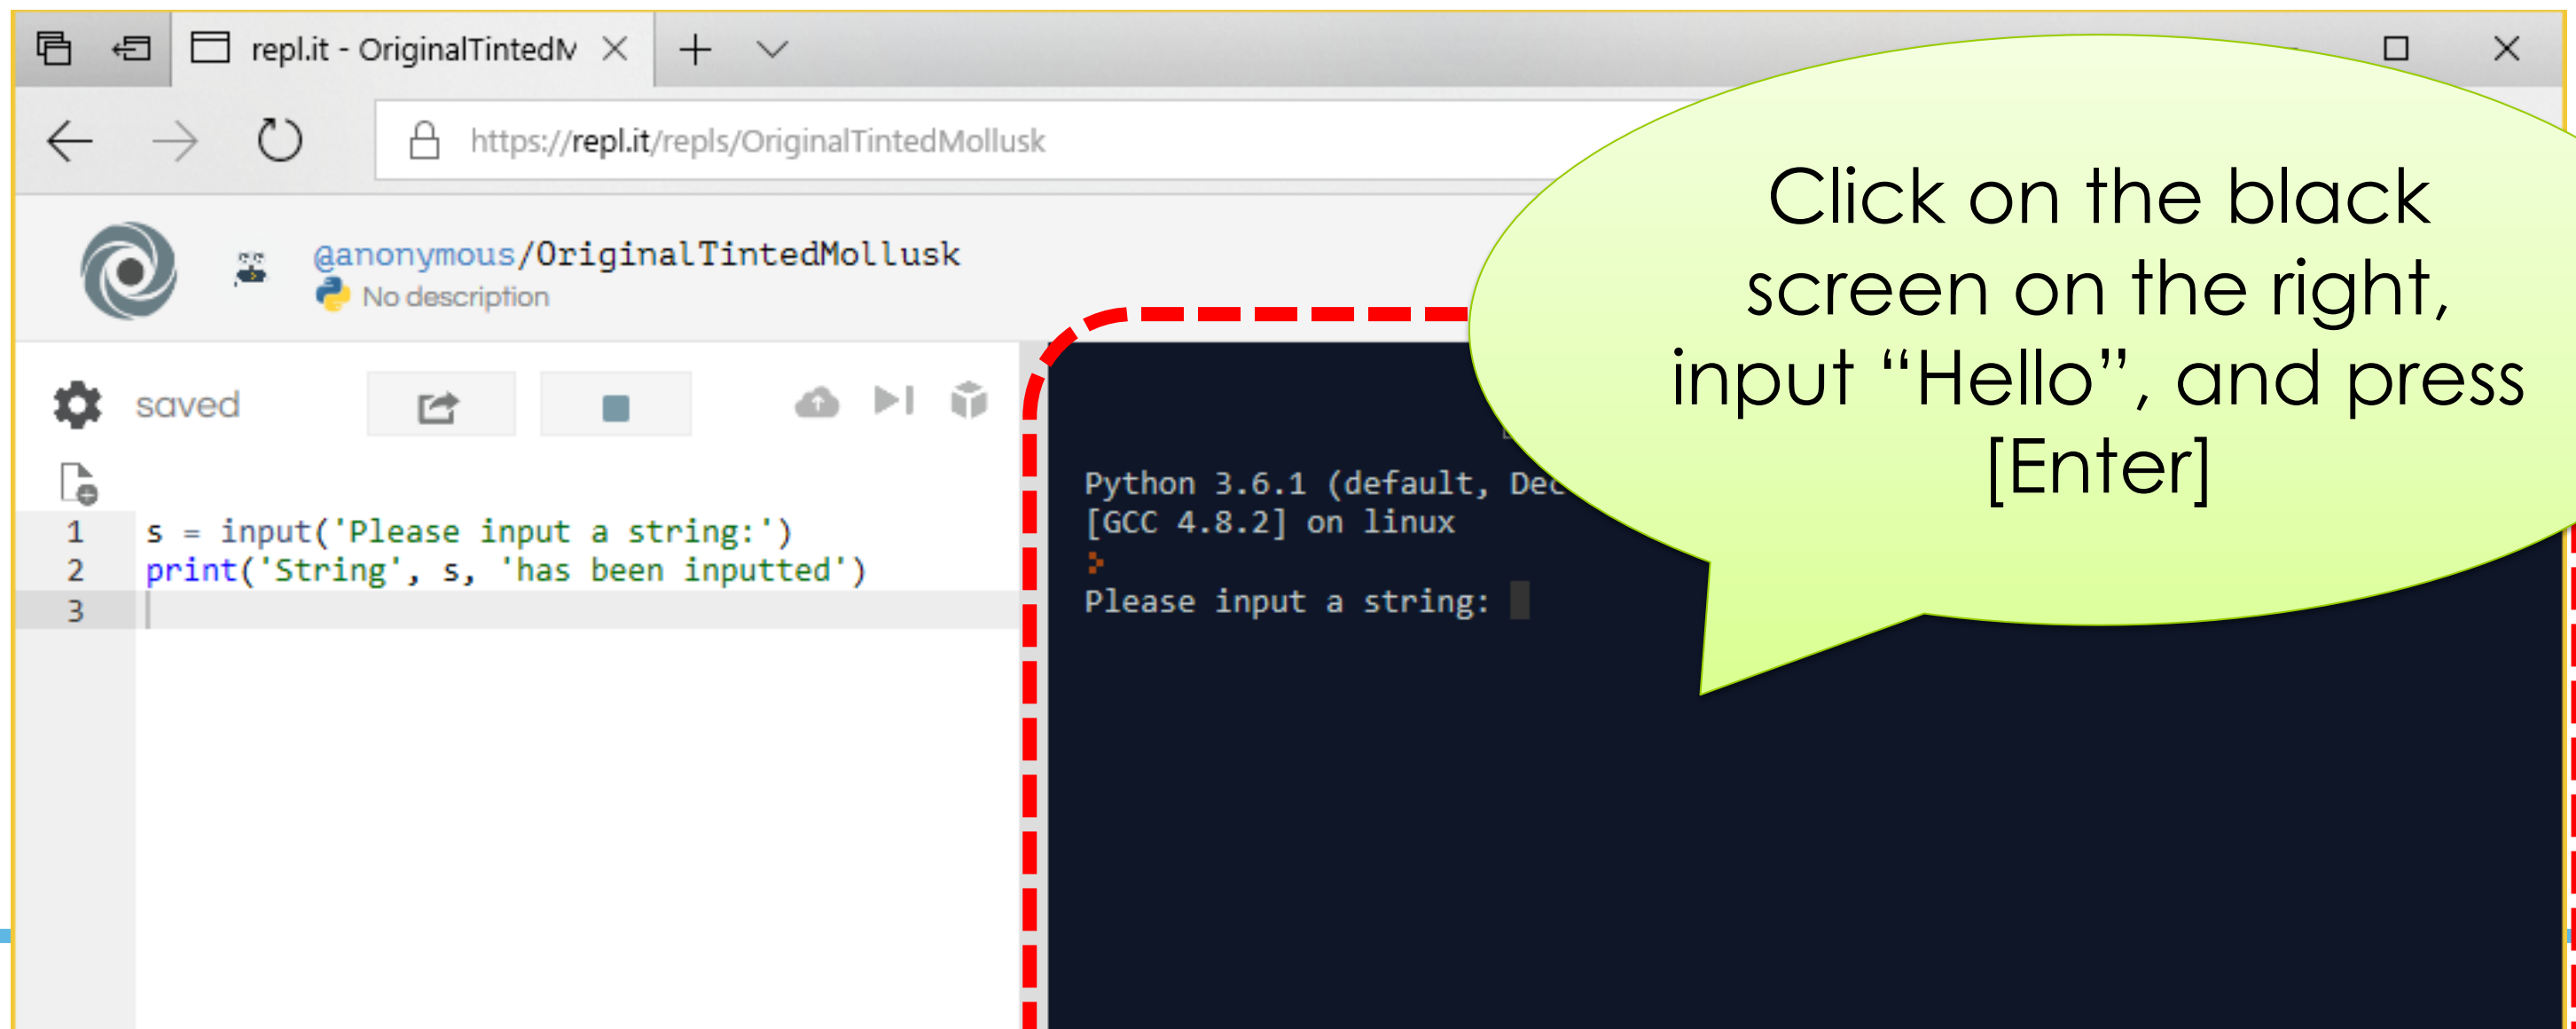 repl.it - OriginalTintedM
https://repl.it/repls/OriginalTintedMollusk
@anonymous/OriginalTintedMollusk
No description
saved
1 s = input('Please input a string:')
2 print('String', s, 'has been inputted')
3
Python 3.6.1 (default, Dec
[GCC 4.8.2] on linux
Please input a string:
Click on the black
screen on the right,
input “Hello”, and press
[Enter]